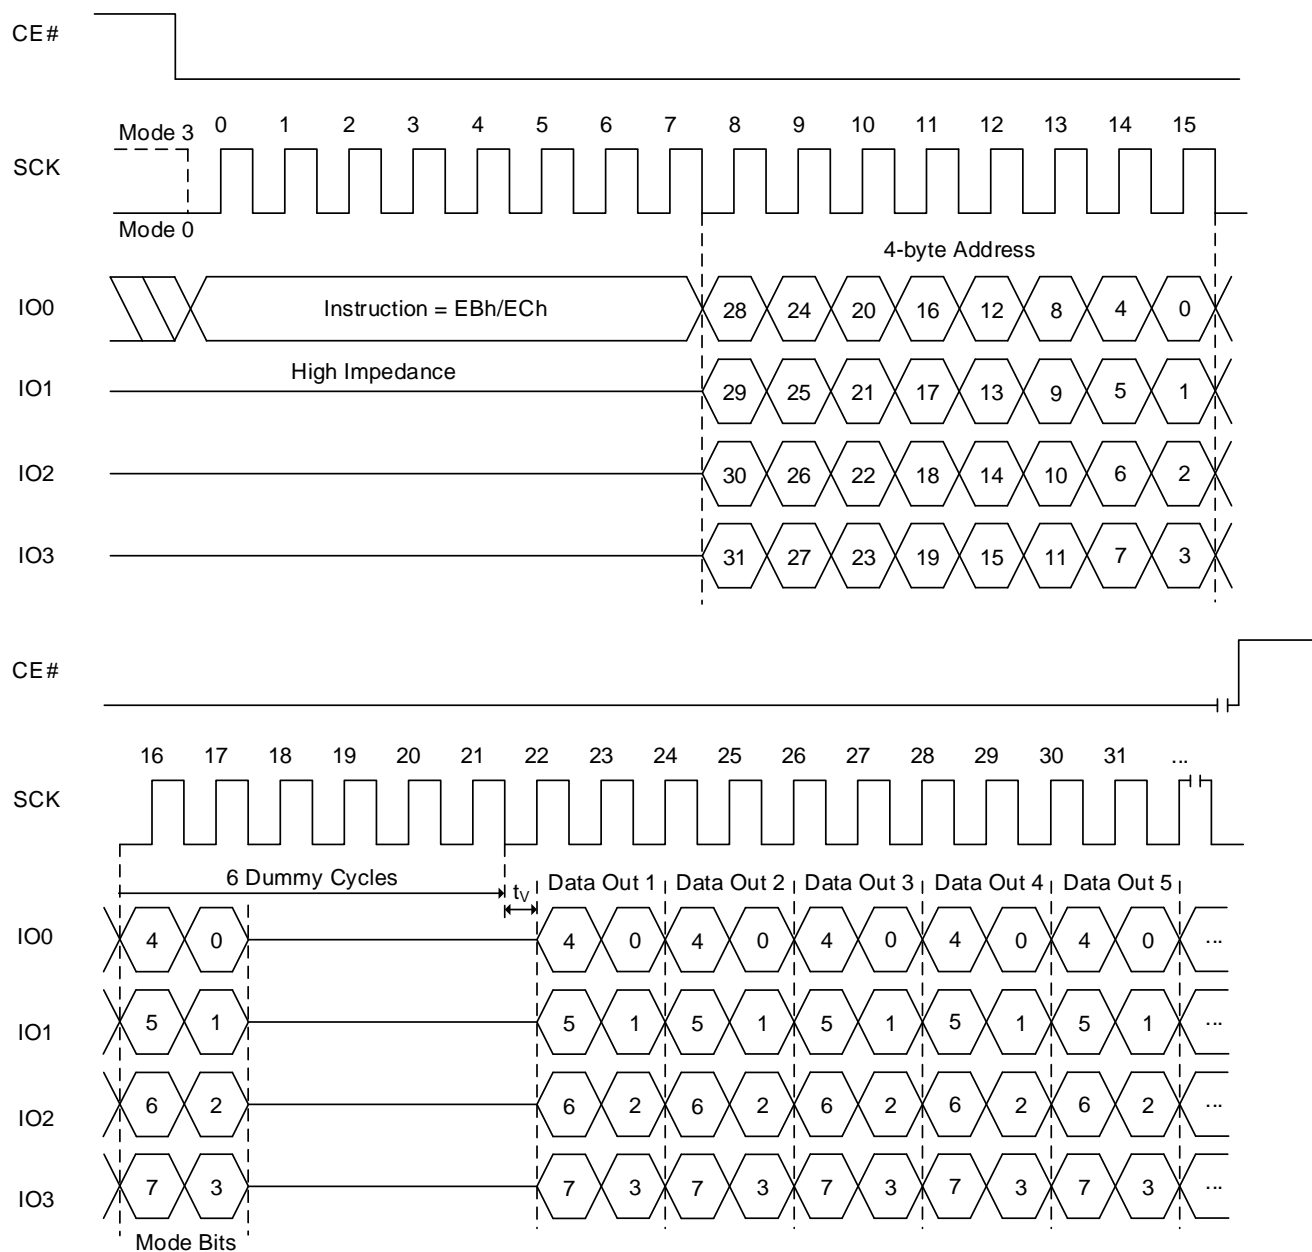 CE#
Mode 3 0 1 2 3 4 5 6 7 8 9 10 11 12 13 14 15
SCK
Mode 0
4-byte Address
IO0 Instruction = EBh/ECh 28 24 20 16 12 8 4 0
High Impedance
IO1 29 25 21 17 13 9 5 1
IO2 30 26 22 18 14 10 6 2
IO3 31 27 23 19 15 11 7 3
CE#
16 17 18 19 20 21 22 23 24 25 26 27 28 29 30 31 ...
SCK
6 Dummy Cycles tV Data Out 1 Data Out 2 Data Out 3 Data Out 4 Data Out 5
IO0 4 0 4 0 4 0 4 0 4 0 4 0 ...
IO1 5 1 5 1 5 1 5 1 5 1 5 1 ...
IO2 6 2 6 2 6 2 6 2 6 2 6 2 ...
IO3 7 3 7 3 7 3 7 3 7 3 7 3 ...
Mode Bits